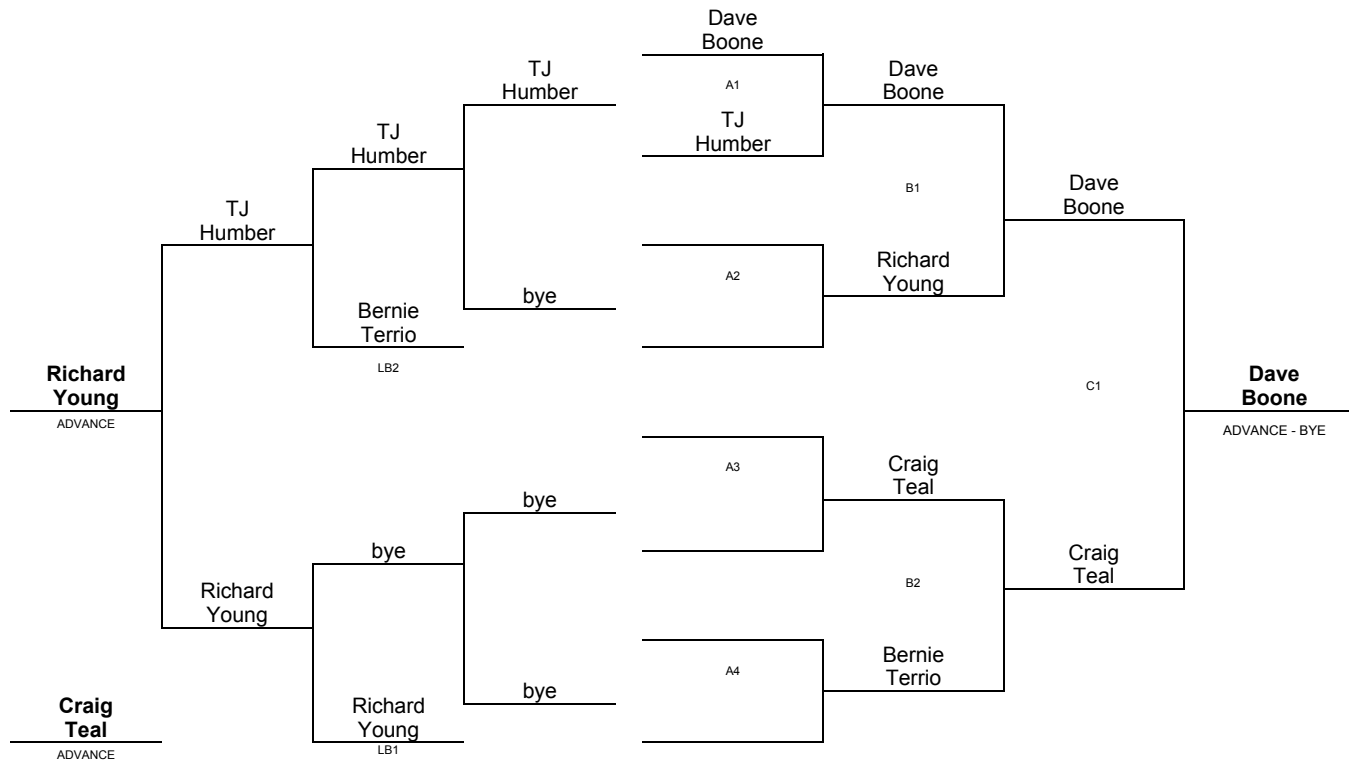 Dave
Boone
TJ
Humber
A1
Dave
Boone
TJ
Humber
TJ
Humber
B1
Dave
Boone
TJ
Humber
A2
Richard
Young
bye
Bernie
Terrio
LB2
Richard
Young
ADVANCE
C1
Dave
Boone
ADVANCE - BYE
A3
Craig
Teal
bye
bye
Craig
Teal
Richard
Young
B2
A4
Bernie
Terrio
bye
Craig
Teal
ADVANCE
Richard
Young
LB1